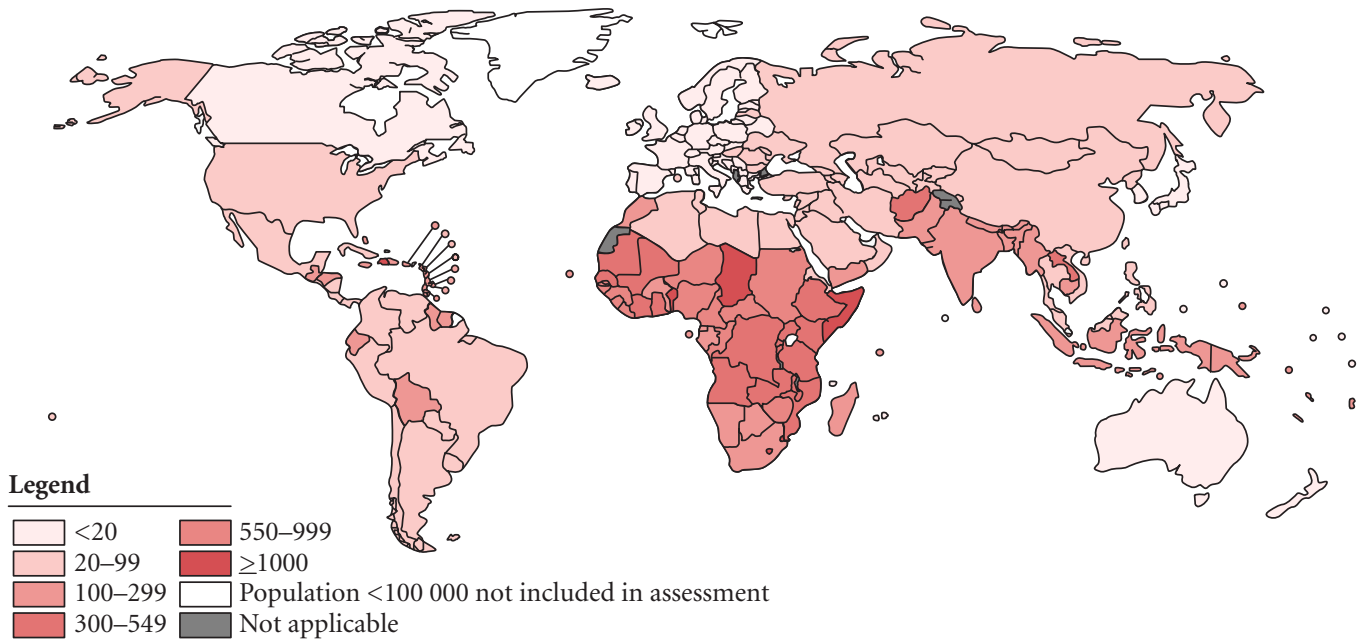 Legend
<20
20–99
100–299
300–549
550–999
≥1000
Population <100 000 not included in assessment
Not applicable